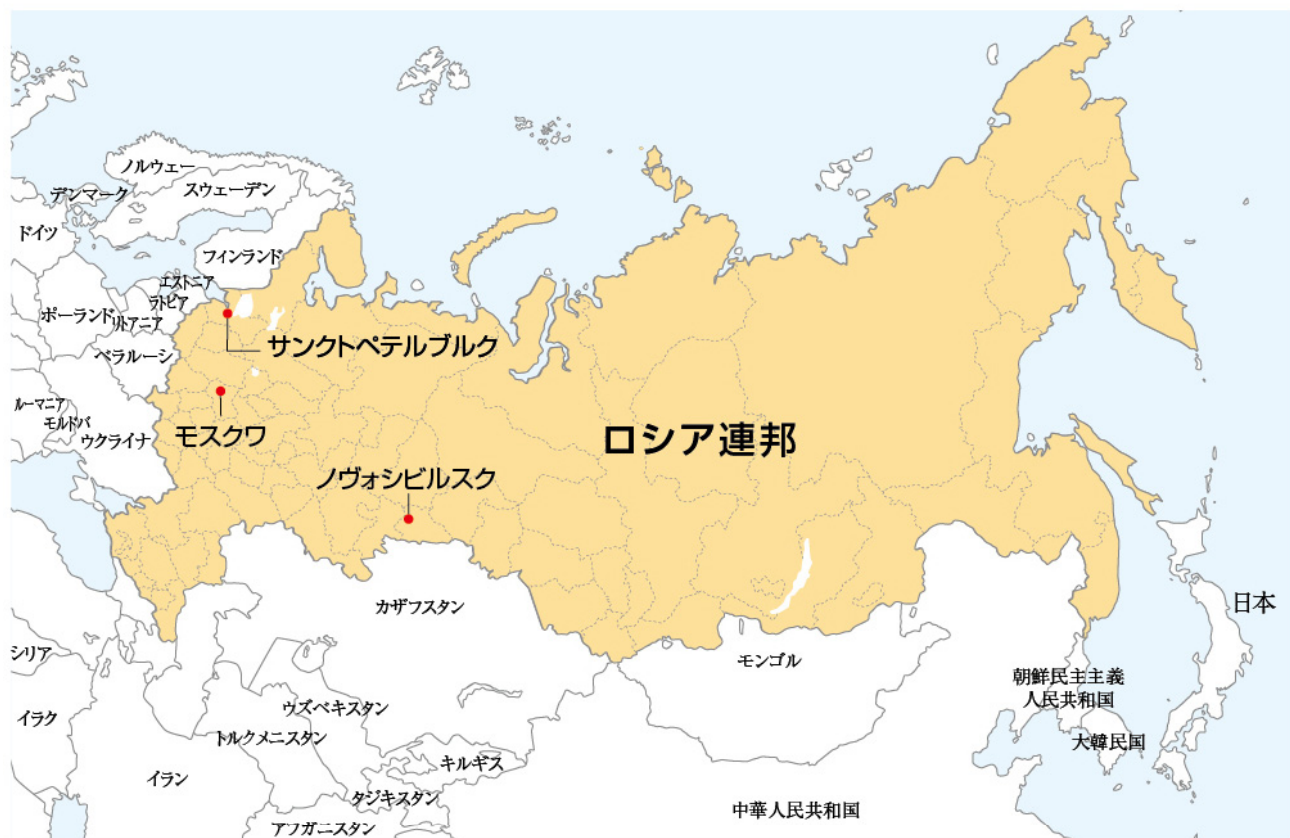 ノルウェー
スウェーデン
デンマーク
ドイツ
フィンランド
エストニア
ラトビア
ポーランド
リトアニア
サンクトペテルブルク
ベラルーシ
ルーマニア
モルドバ
ウクライナ
モスクワ
ロシア連邦
ノヴォシビルスク
カザフスタン
日本
シリア
モンゴル
朝鮮民主主義
人民共和国
イラク
ウズベキスタン
トルクメニスタン
大韓民国
キルギス
イラン
タジキスタン
中華人民共和国
アフガニスタン